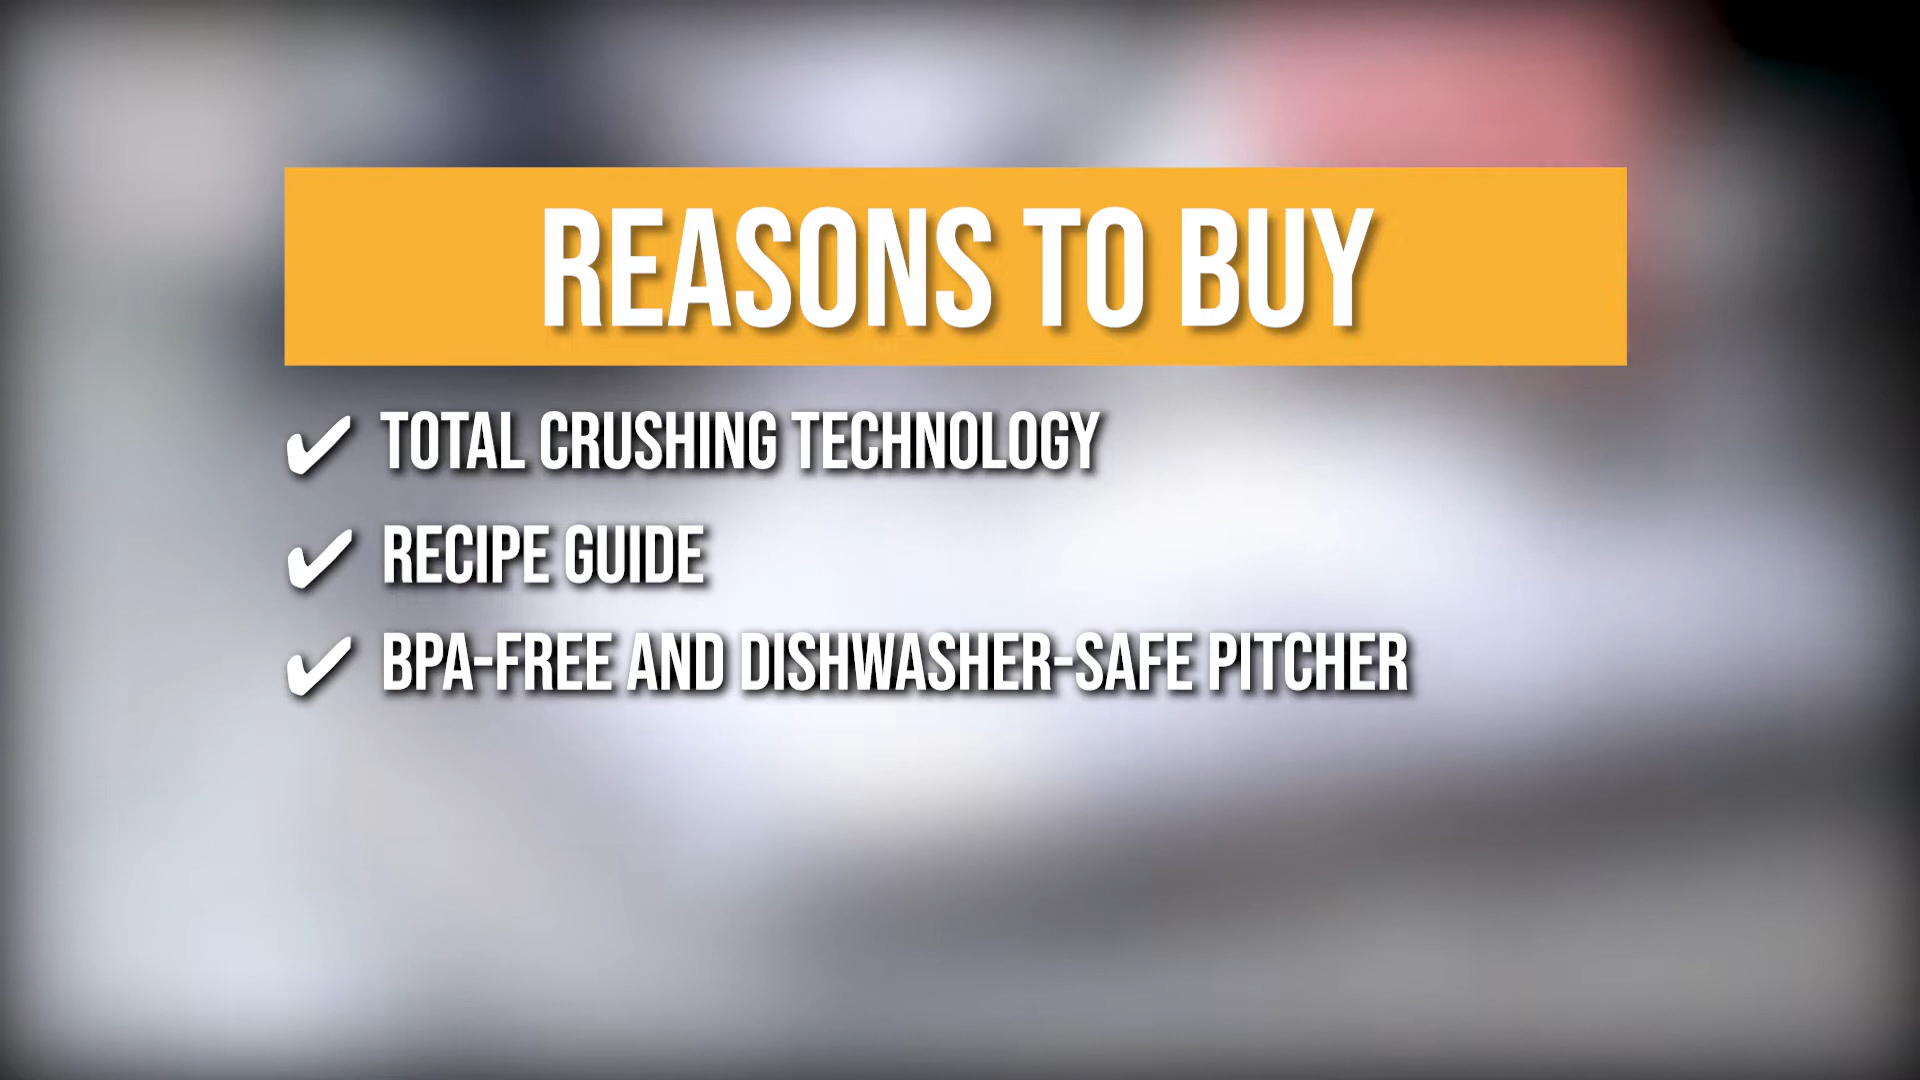 REASONS TO BUY
✔ TOTAL CRUSHING TECHNOLOGY
✔ RECIPE GUIDE
✔ BPA-FREE AND DISHWASHER-SAFE PITCHER